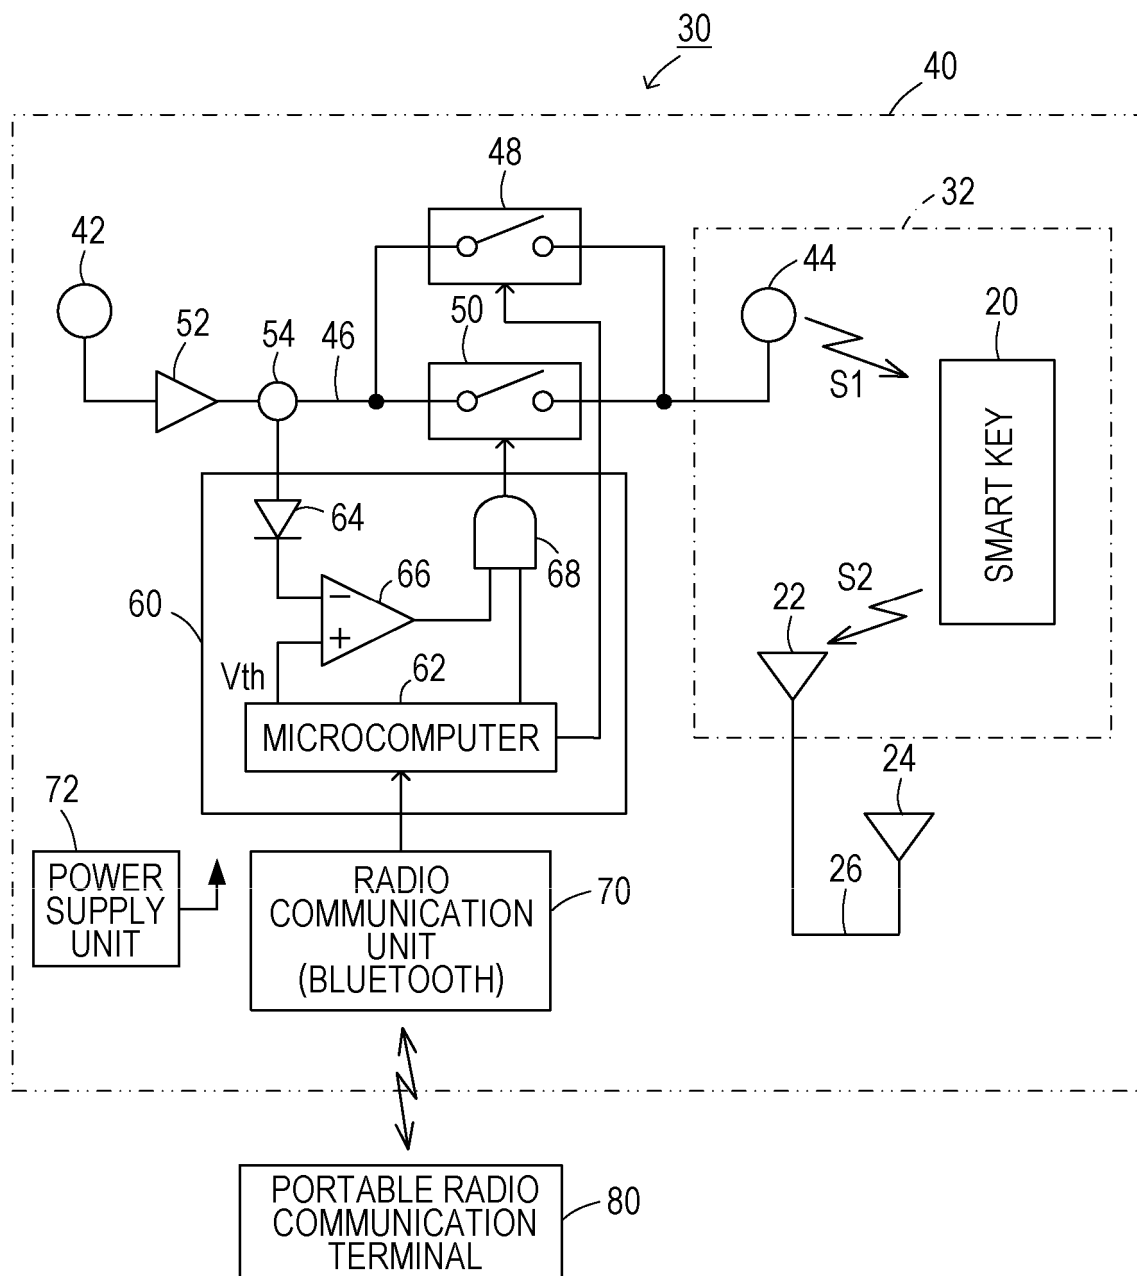 30
40
48
32
42
44
50
20
52
54
46
S1
SMART KEY
64
68
66
S2
60
22
Vth
62
MICROCOMPUTER
24
72
POWER
SUPPLY
UNIT
RADIO
COMMUNICATION
UNIT
(BLUETOOTH)
70
26
PORTABLE RADIO
COMMUNICATION
TERMINAL
80